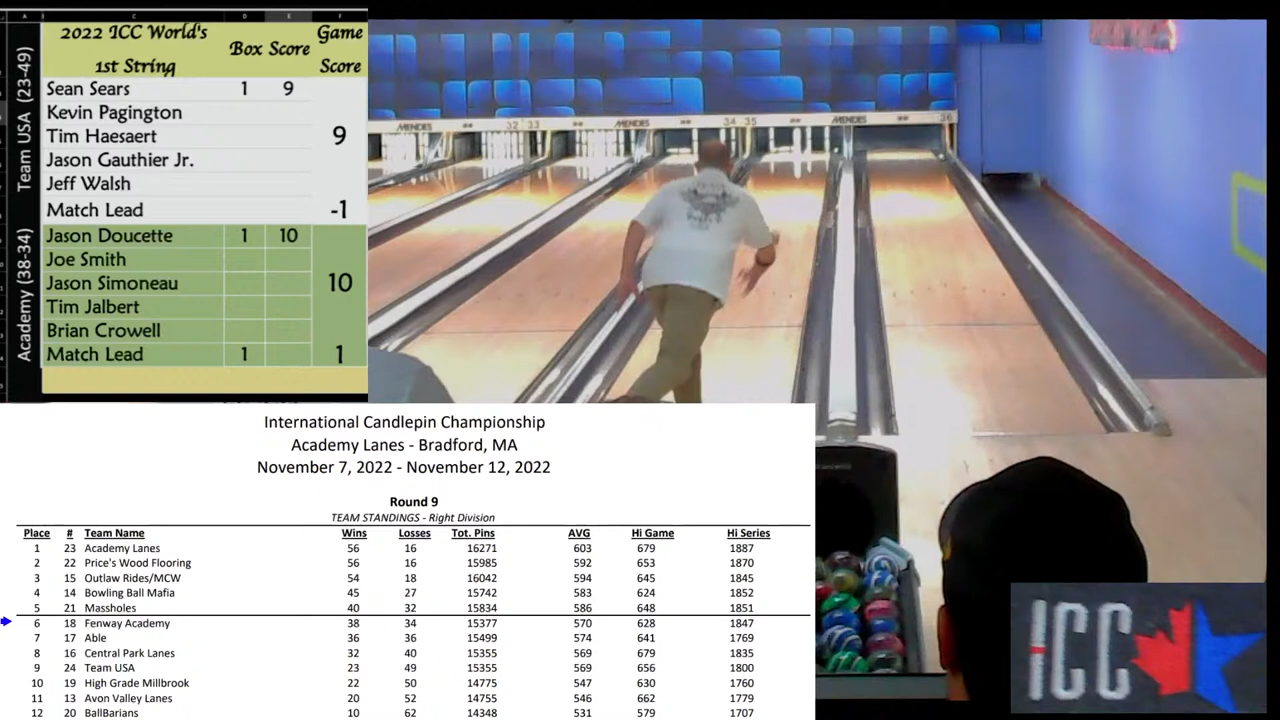 A C D E F
2022 ICC World's
1st String
Box Score
Game
Score
Team USA (23-49)
Sean Sears 1 9
Kevin Pagington
Tim Haesaert 9
Jason Gauthier Jr.
Jeff Walsh
Match Lead -1
Academy (38-34)
Jason Doucette 1 10
Joe Smith
Jason Simoneau 10
Tim Jalbert
Brian Crowell
Match Lead 1 1
MENDES 32 33 MENDES 34 35 MENDES 36
International Candlepin Championship
Academy Lanes - Bradford, MA
November 7, 2022 - November 12, 2022
Round 9
TEAM STANDINGS - Right Division
Place # Team Name Wins Losses Tot. Pins AVG Hi Game Hi Series
1 23 Academy Lanes 56 16 16271 603 679 1887
2 22 Price's Wood Flooring 56 16 15985 592 653 1870
3 15 Outlaw Rides/MCW 54 18 16042 594 645 1845
4 14 Bowling Ball Mafia 45 27 15742 583 624 1852
5 21 Massholes 40 32 15834 586 648 1851
6 18 Fenway Academy 38 34 15377 570 628 1847
7 17 Able 36 36 15499 574 641 1769
8 16 Central Park Lanes 32 40 15355 569 679 1835
9 24 Team USA 23 49 15355 569 656 1800
10 19 High Grade Millbrook 22 50 14775 547 630 1760
11 13 Avon Valley Lanes 20 52 14755 546 662 1779
12 20 BallBarians 10 62 14348 531 579 1707
ICC